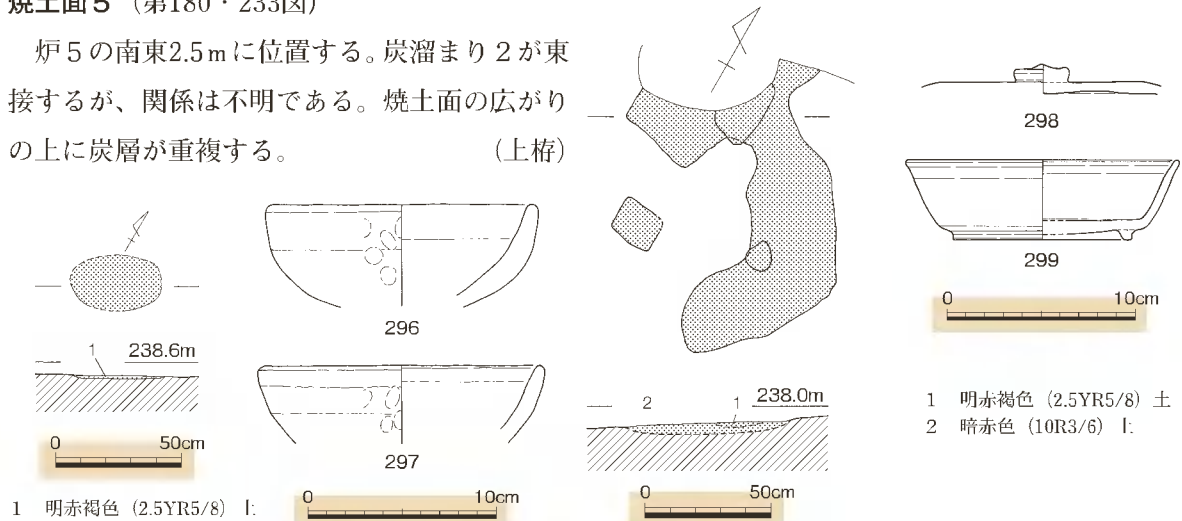 焼土面5（第180・233図）
炉5の南東2.5mに位置する。炭溜まり2が東
接するが、関係は不明である。焼土面の広がり
の上に炭層が重複する。（上栫）
1 238.6m
0 50cm
1 明赤褐色（2.5YR5/8）土
296
297
0 10cm
2 1 238.0m
0 50cm
298
299
0 10cm
1 明赤褐色（2.5YR5/8）土
2 暗赤色（10R3/6）土